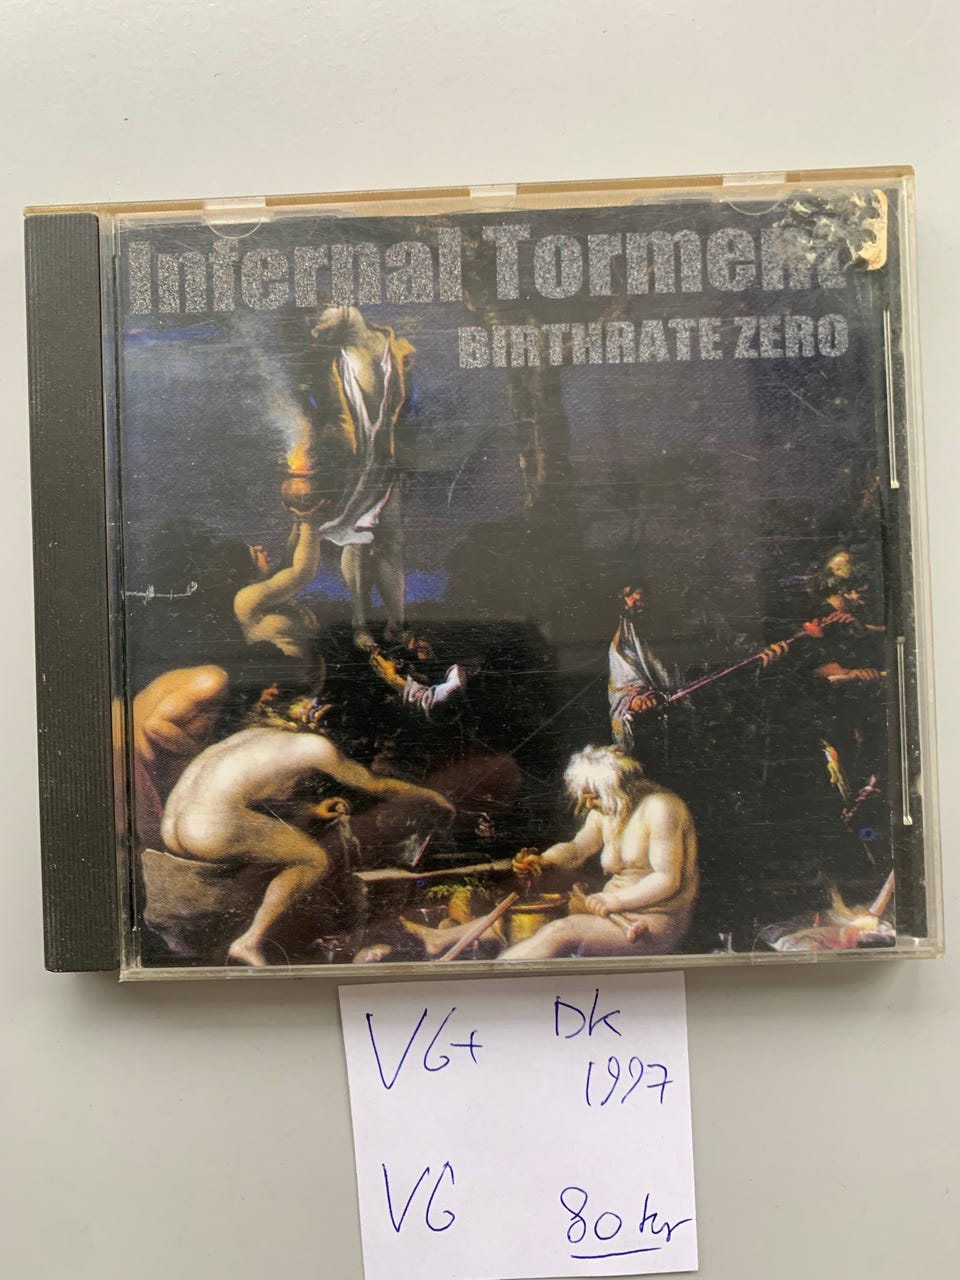 Infernal Torment
BIRTHRATE ZERO
VG+ DK
1997
VG 80 kr